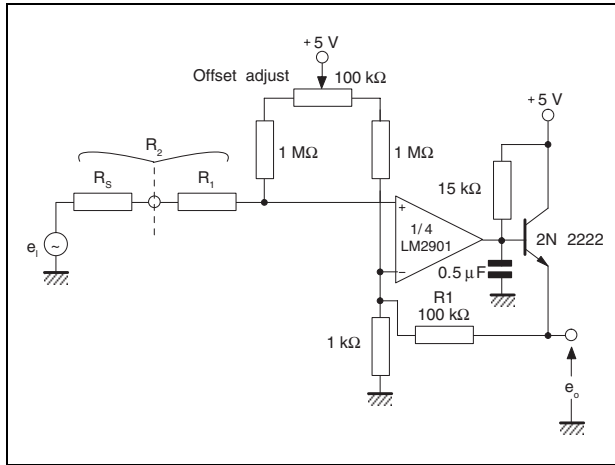 +5 V
Offset adjust
100 kΩ
+5 V
R2
1 MΩ
1 MΩ
RS
R1
15 kΩ
+
1/4
LM2901
2N 2222
eI
~
−
0.5 µF
R1
100 kΩ
1 kΩ
eo